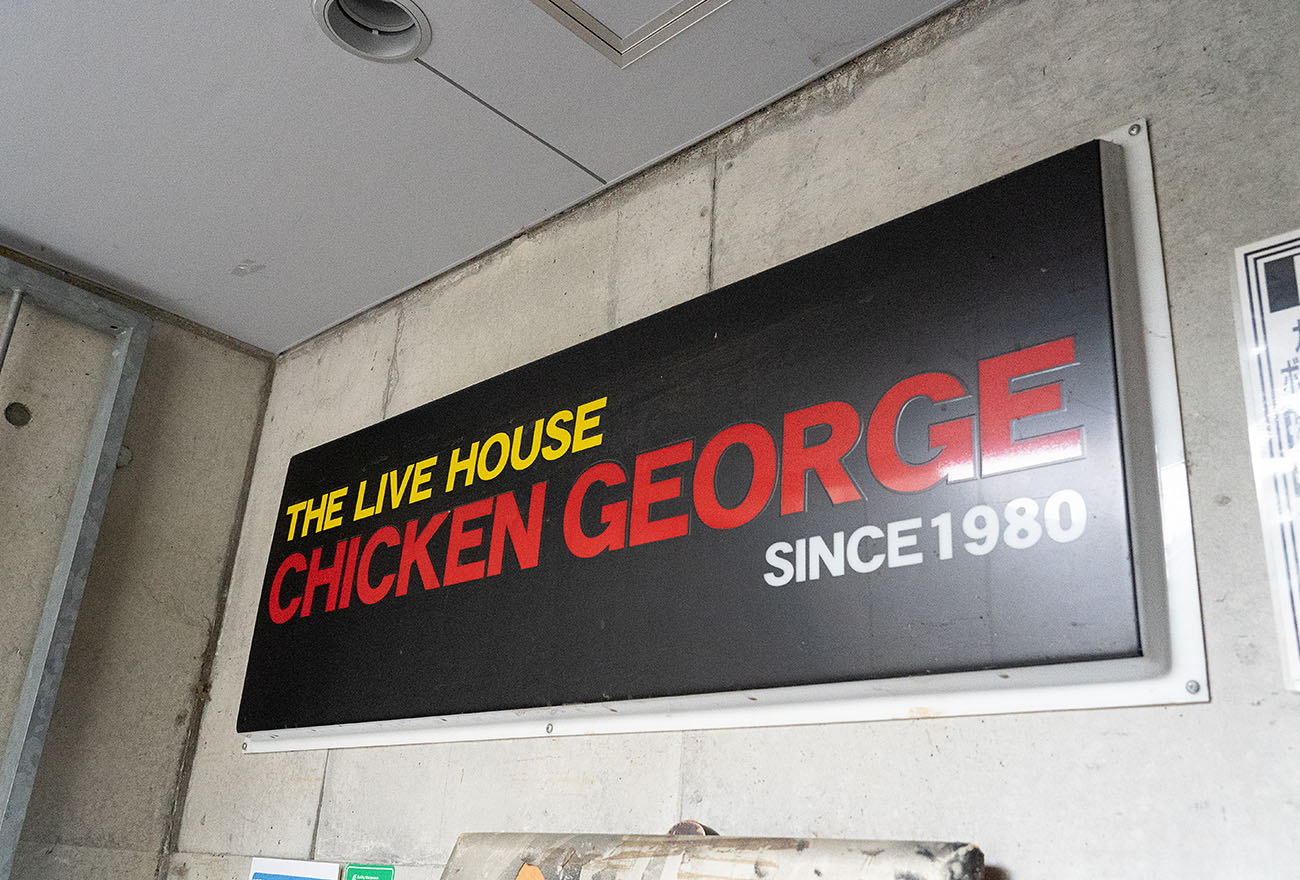 THE LIVE HOUSE
CHICKEN GEORGE
SINCE 1980